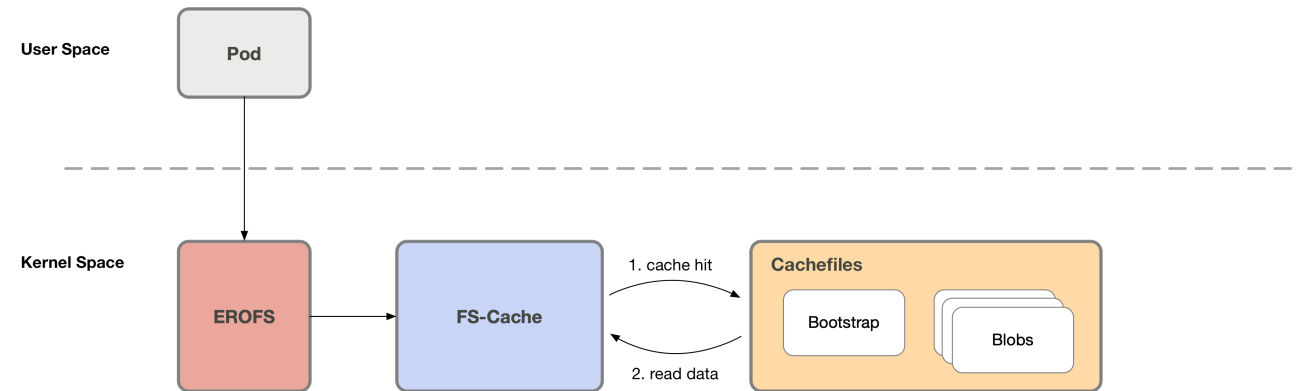 User Space
Pod
Kernel Space
EROFS
FS-Cache
1. cache hit
2. read data
Cachefiles
Bootstrap
Blobs